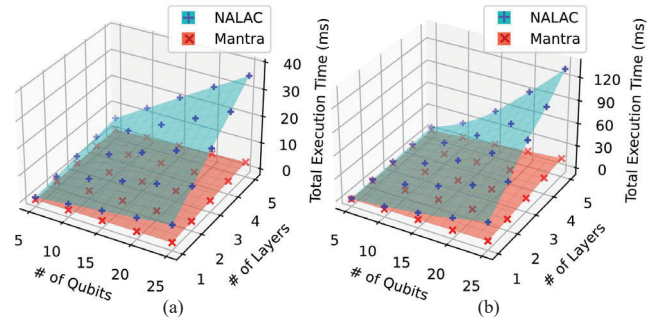 NALAC
Mantra
40
30
20
10
0
Total Execution Time (ms)
5
10
15
20
25
# of Qubits
1
2
3
4
5
# of Layers
(a)
NALAC
Mantra
120
90
60
30
0
Total Execution Time (ms)
5
10
15
20
25
# of Qubits
1
2
3
4
5
# of Layers
(b)